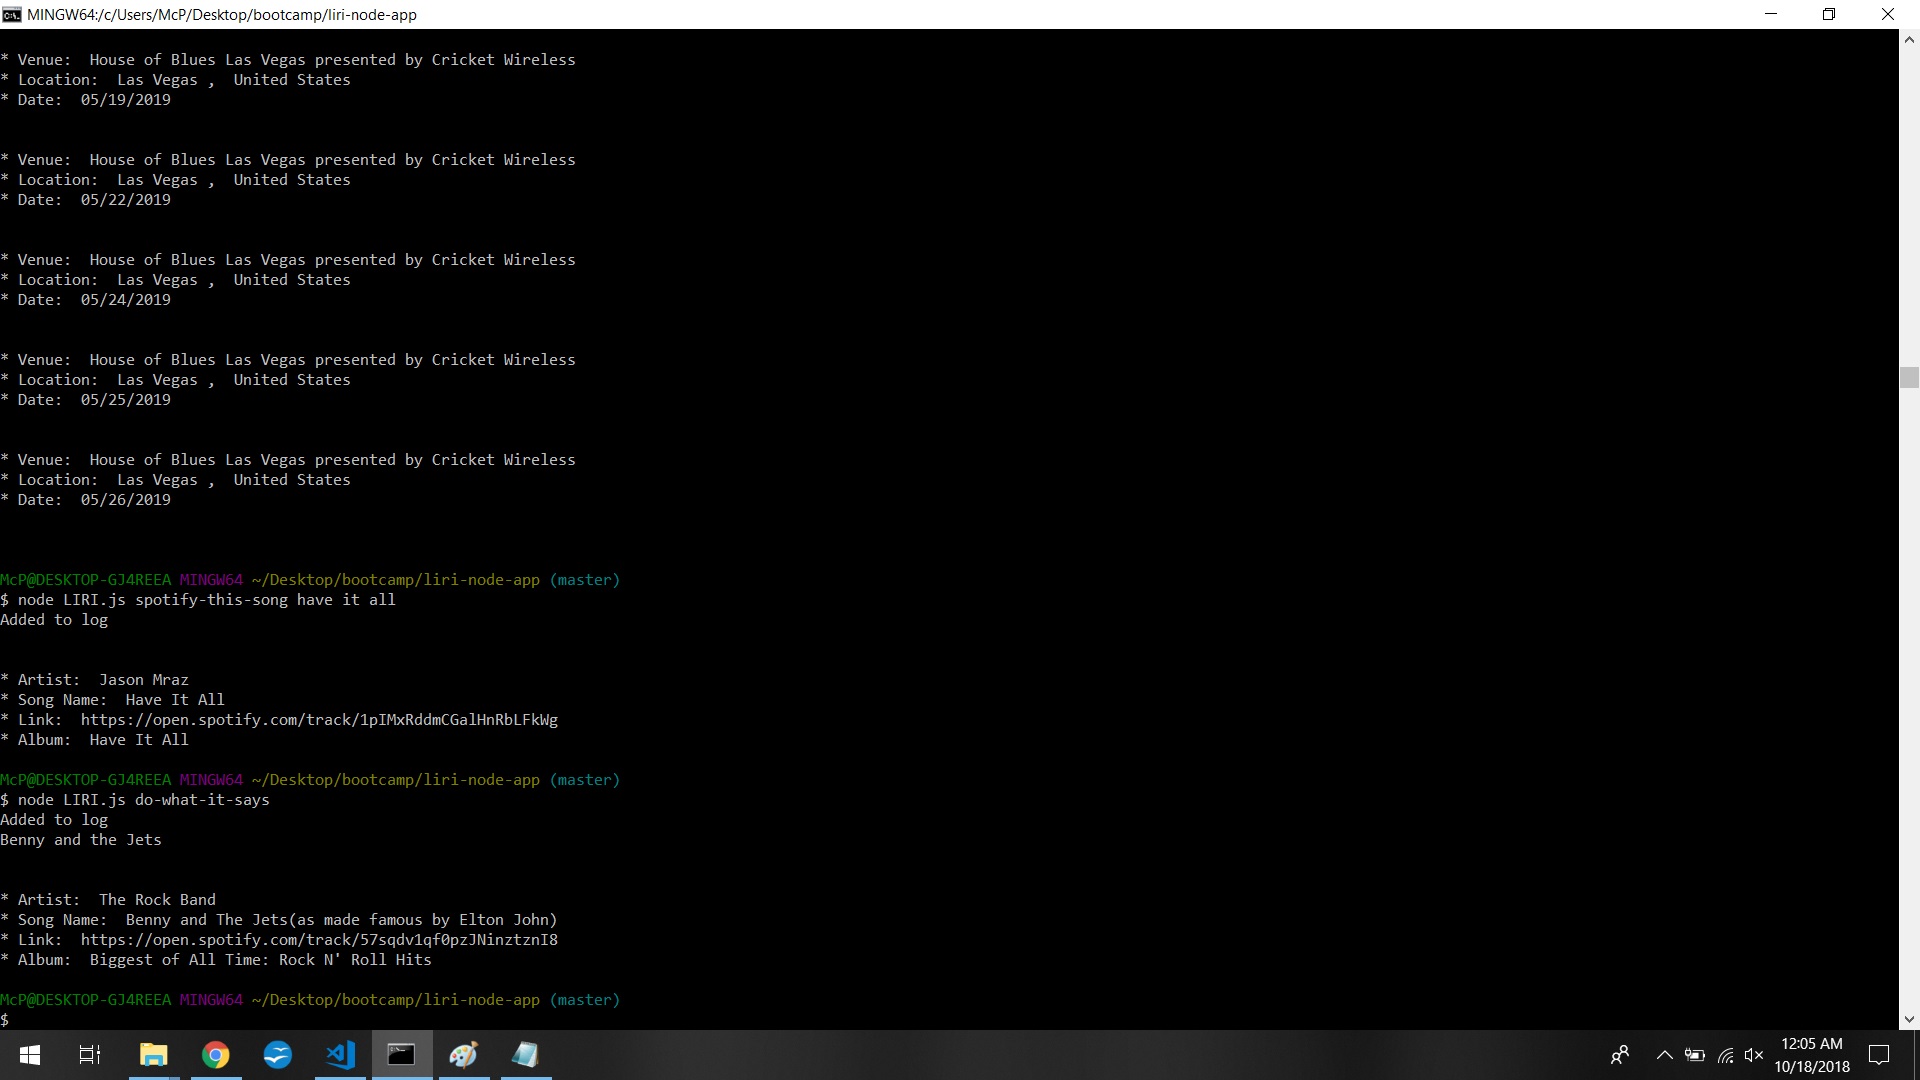 MINGW64:/c/Users/McP/Desktop/bootcamp/liri-node-app
* Venue:  House of Blues Las Vegas presented by Cricket Wireless
* Location:  Las Vegas ,  United States
* Date:  05/19/2019
* Venue:  House of Blues Las Vegas presented by Cricket Wireless
* Location:  Las Vegas ,  United States
* Date:  05/22/2019
* Venue:  House of Blues Las Vegas presented by Cricket Wireless
* Location:  Las Vegas ,  United States
* Date:  05/24/2019
* Venue:  House of Blues Las Vegas presented by Cricket Wireless
* Location:  Las Vegas ,  United States
* Date:  05/25/2019
* Venue:  House of Blues Las Vegas presented by Cricket Wireless
* Location:  Las Vegas ,  United States
* Date:  05/26/2019
McP@DESKTOP-GJ4REEA MINGW64 ~/Desktop/bootcamp/liri-node-app (master)
$ node LIRI.js spotify-this-song have it all
Added to log
* Artist:  Jason Mraz
* Song Name:  Have It All
* Link:  https://open.spotify.com/track/1pIMxRddmCGalHnRbLFkWg
* Album:  Have It All
McP@DESKTOP-GJ4REEA MINGW64 ~/Desktop/bootcamp/liri-node-app (master)
$ node LIRI.js do-what-it-says
Added to log
Benny and the Jets
* Artist:  The Rock Band
* Song Name:  Benny and The Jets(as made famous by Elton John)
* Link:  https://open.spotify.com/track/57sqdv1qf0pzJNinztznI8
* Album:  Biggest of All Time: Rock N' Roll Hits
McP@DESKTOP-GJ4REEA MINGW64 ~/Desktop/bootcamp/liri-node-app (master)
$
12:05 AM
10/18/2018